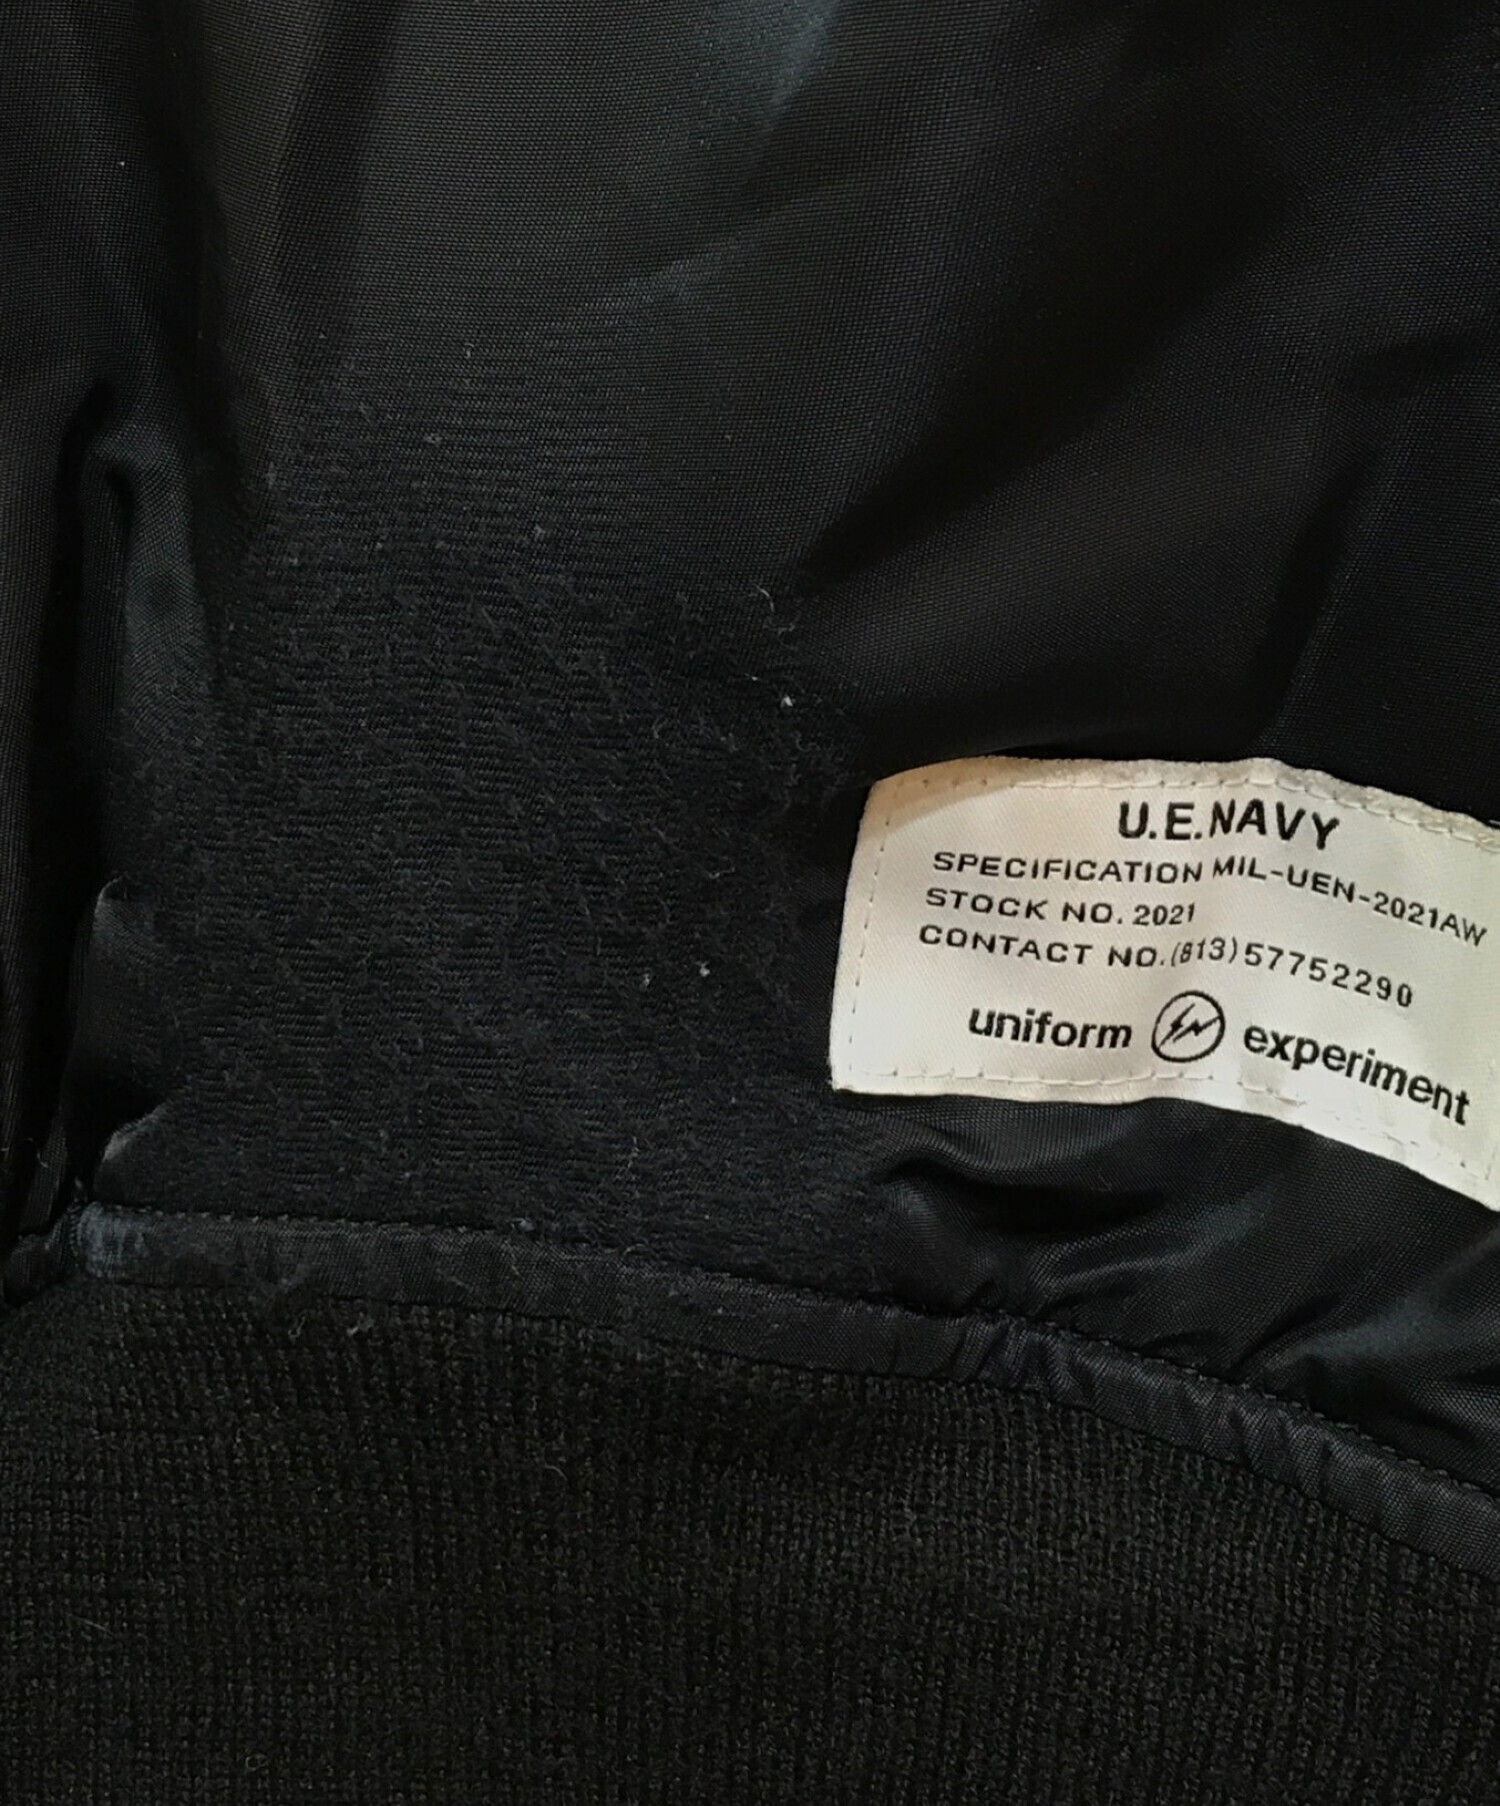 U.E.NAVY
SPECIFICATION MIL-UEN-2021AW
STOCK NO. 2021
CONTACT NO.(813)57752290
uniform experiment